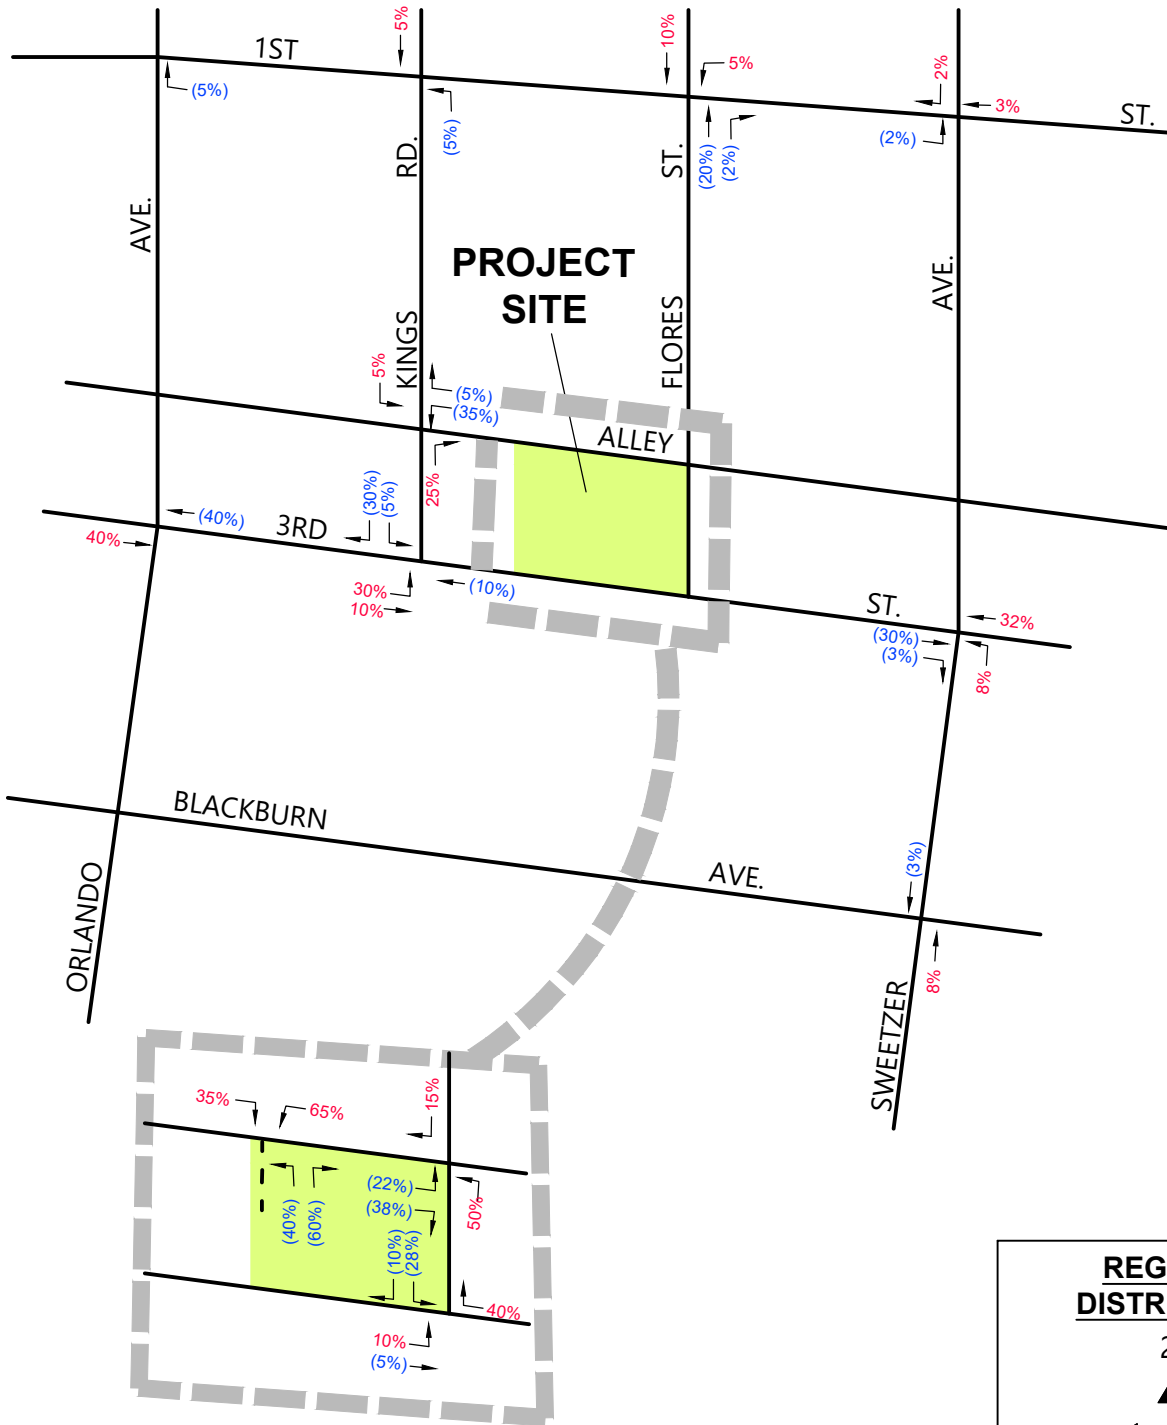 5%
10%
1ST
5%
2%
3%
ST.
(5%)
(5%)
RD.
ST.
(20%)
(2%)
(2%)
AVE.
PROJECT
SITE
AVE.
KINGS
FLORES
5%
(5%)
(35%)
ALLEY
25%
(30%)
(5%)
(40%)
3RD
40%
30%
10%
(10%)
ST.
32%
(30%)
(3%)
8%
BLACKBURN
AVE.
(3%)
ORLANDO
SWEETZER
8%
35%
65%
15%
(22%)
(38%)
50%
(40%)
(60%)
(10%)
(28%)
40%
10%
(5%)
REG
DISTR
2